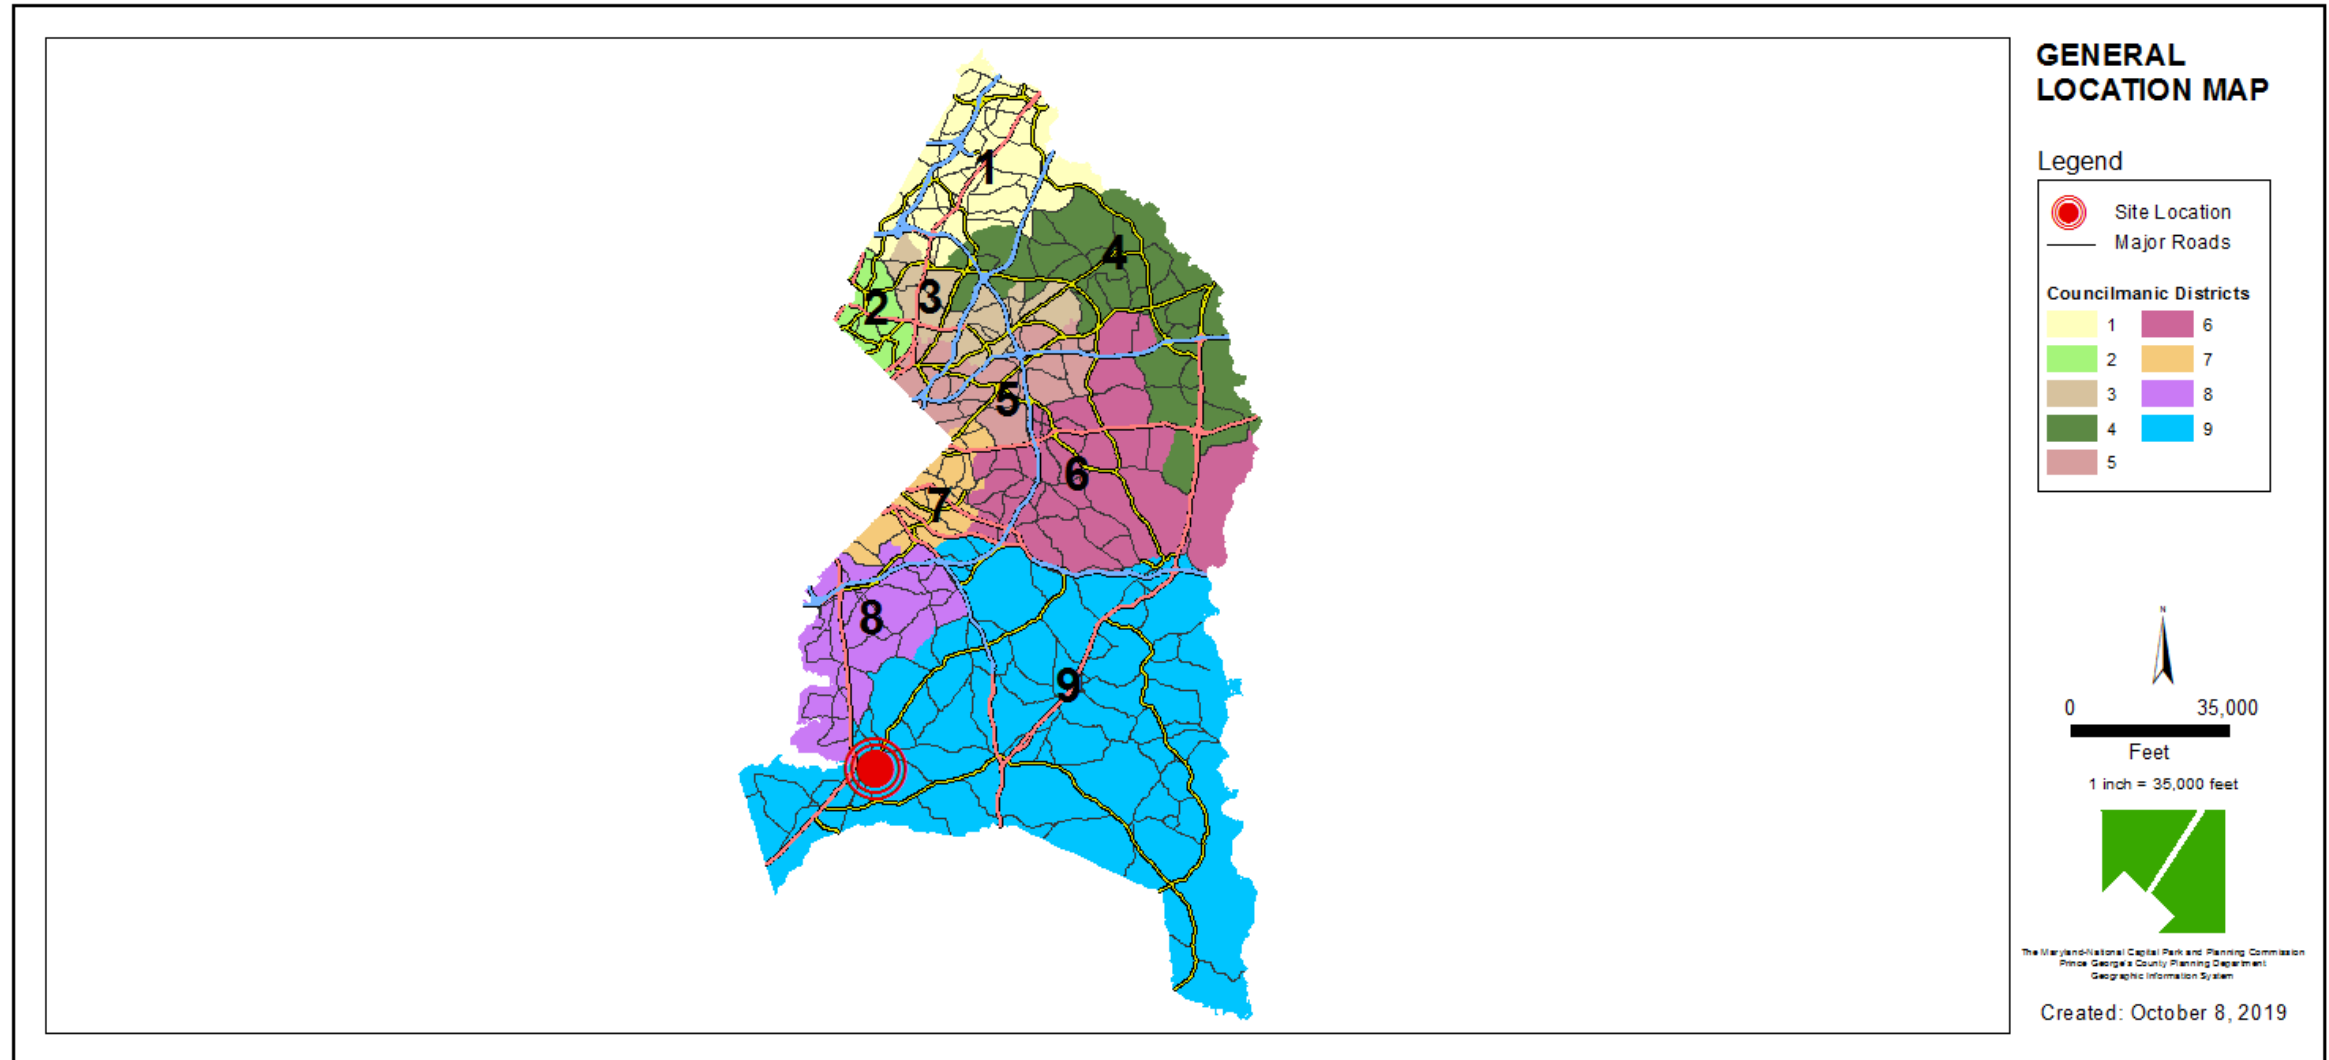 GENERAL
LOCATION MAP
Legend
Site Location
Major Roads
Councilmanic Districts
1 6
2 7
3 8
4 9
5
1
4
2
3
5
6
7
8
9
N
0 35,000
Feet
1 inch = 35,000 feet
The Maryland-National Capital Park and Planning Commission
Prince George's County Planning Department
Geographic Information System
Created: October 8, 2019